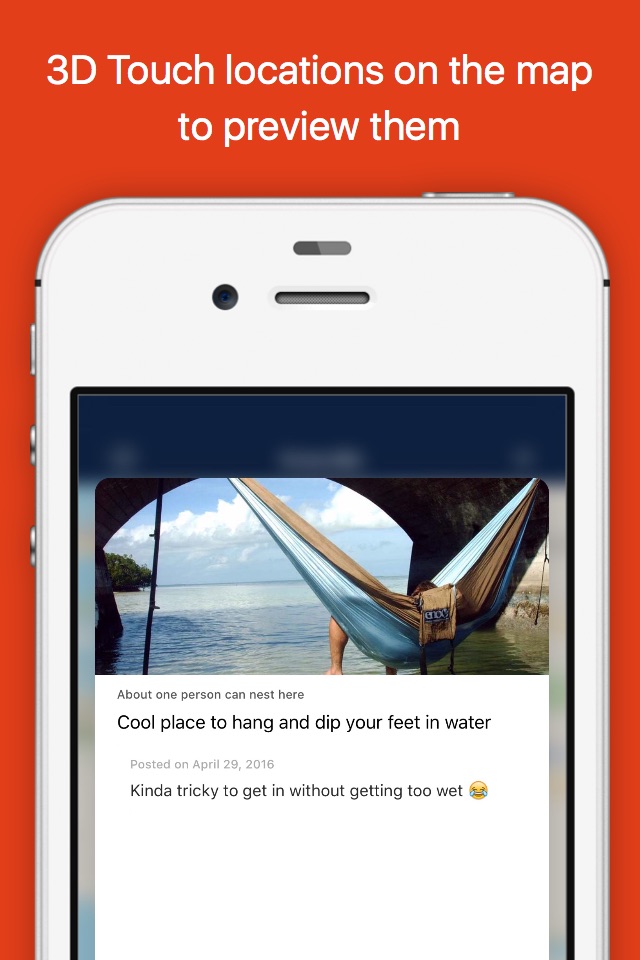 3D Touch locations on the map
to preview them
eno
About one person can nest here
Cool place to hang and dip your feet in water
Posted on April 29, 2016
Kinda tricky to get in without getting too wet 😂